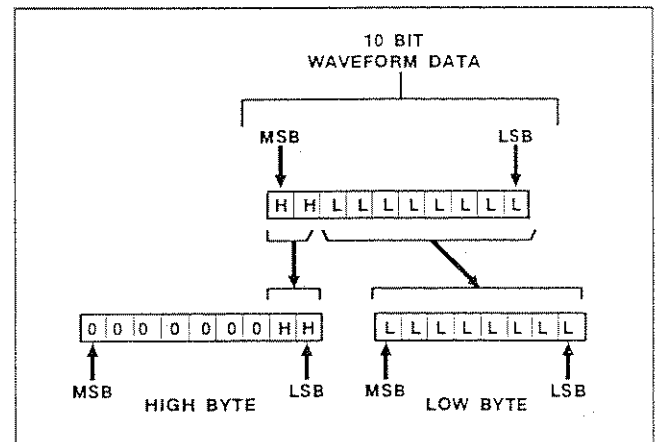 10 BIT
WAVEFORM DATA
MSB LSB
H H L L L L L L L L
0 0 0 0 0 0 0 H H L L L L L L L L
MSB HIGH BYTE LSB MSB LOW BYTE LSB